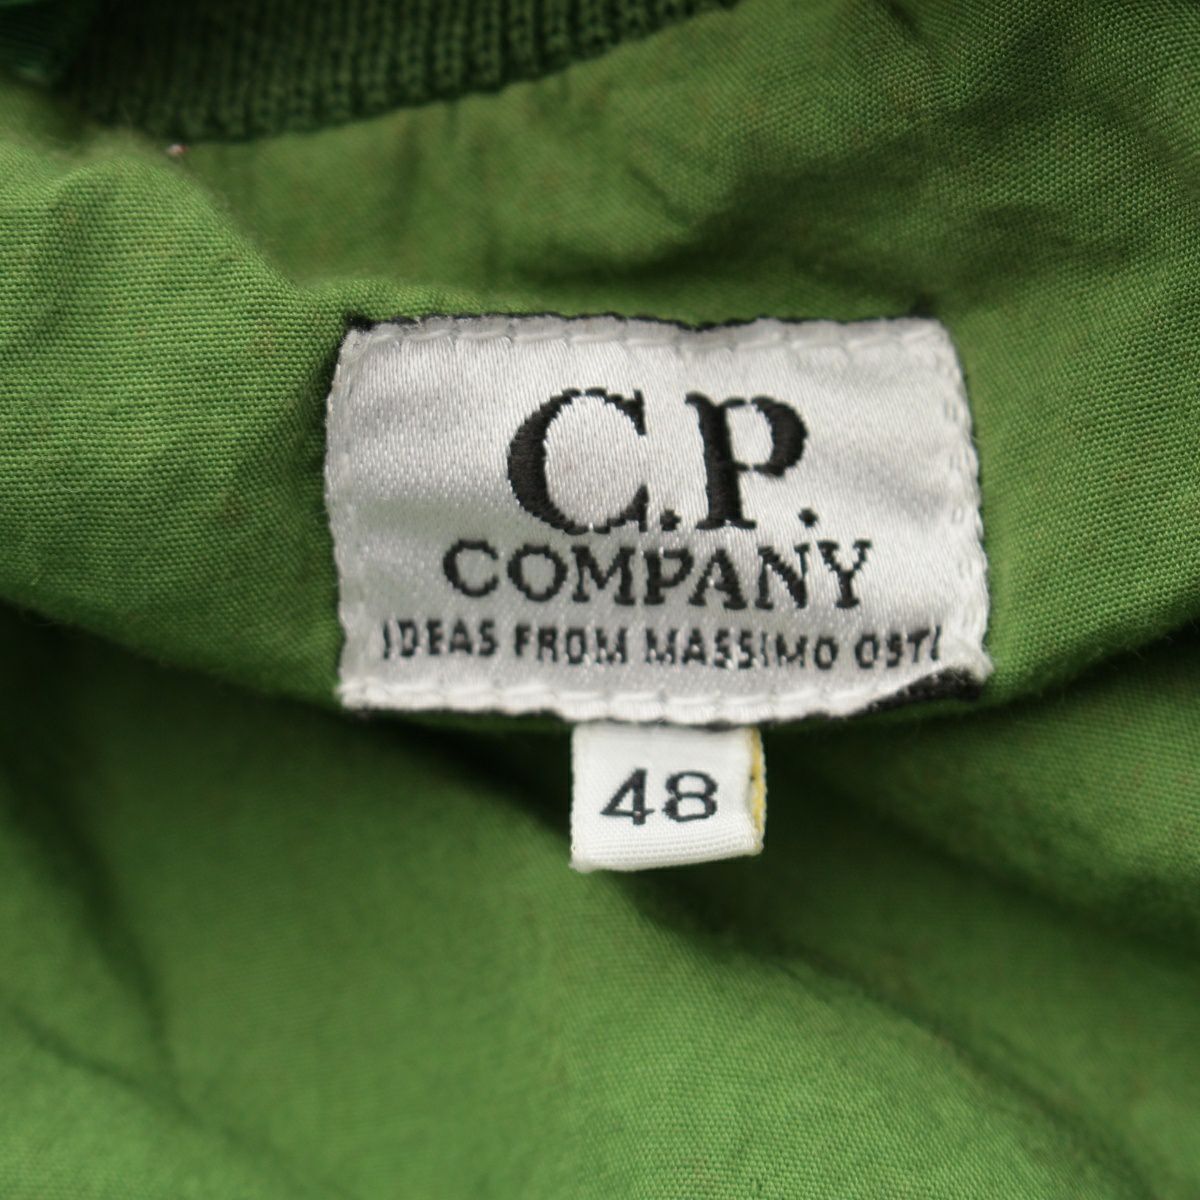 C.P.
COMPANY
IDEAS FROM MASSIMO OSTI
48